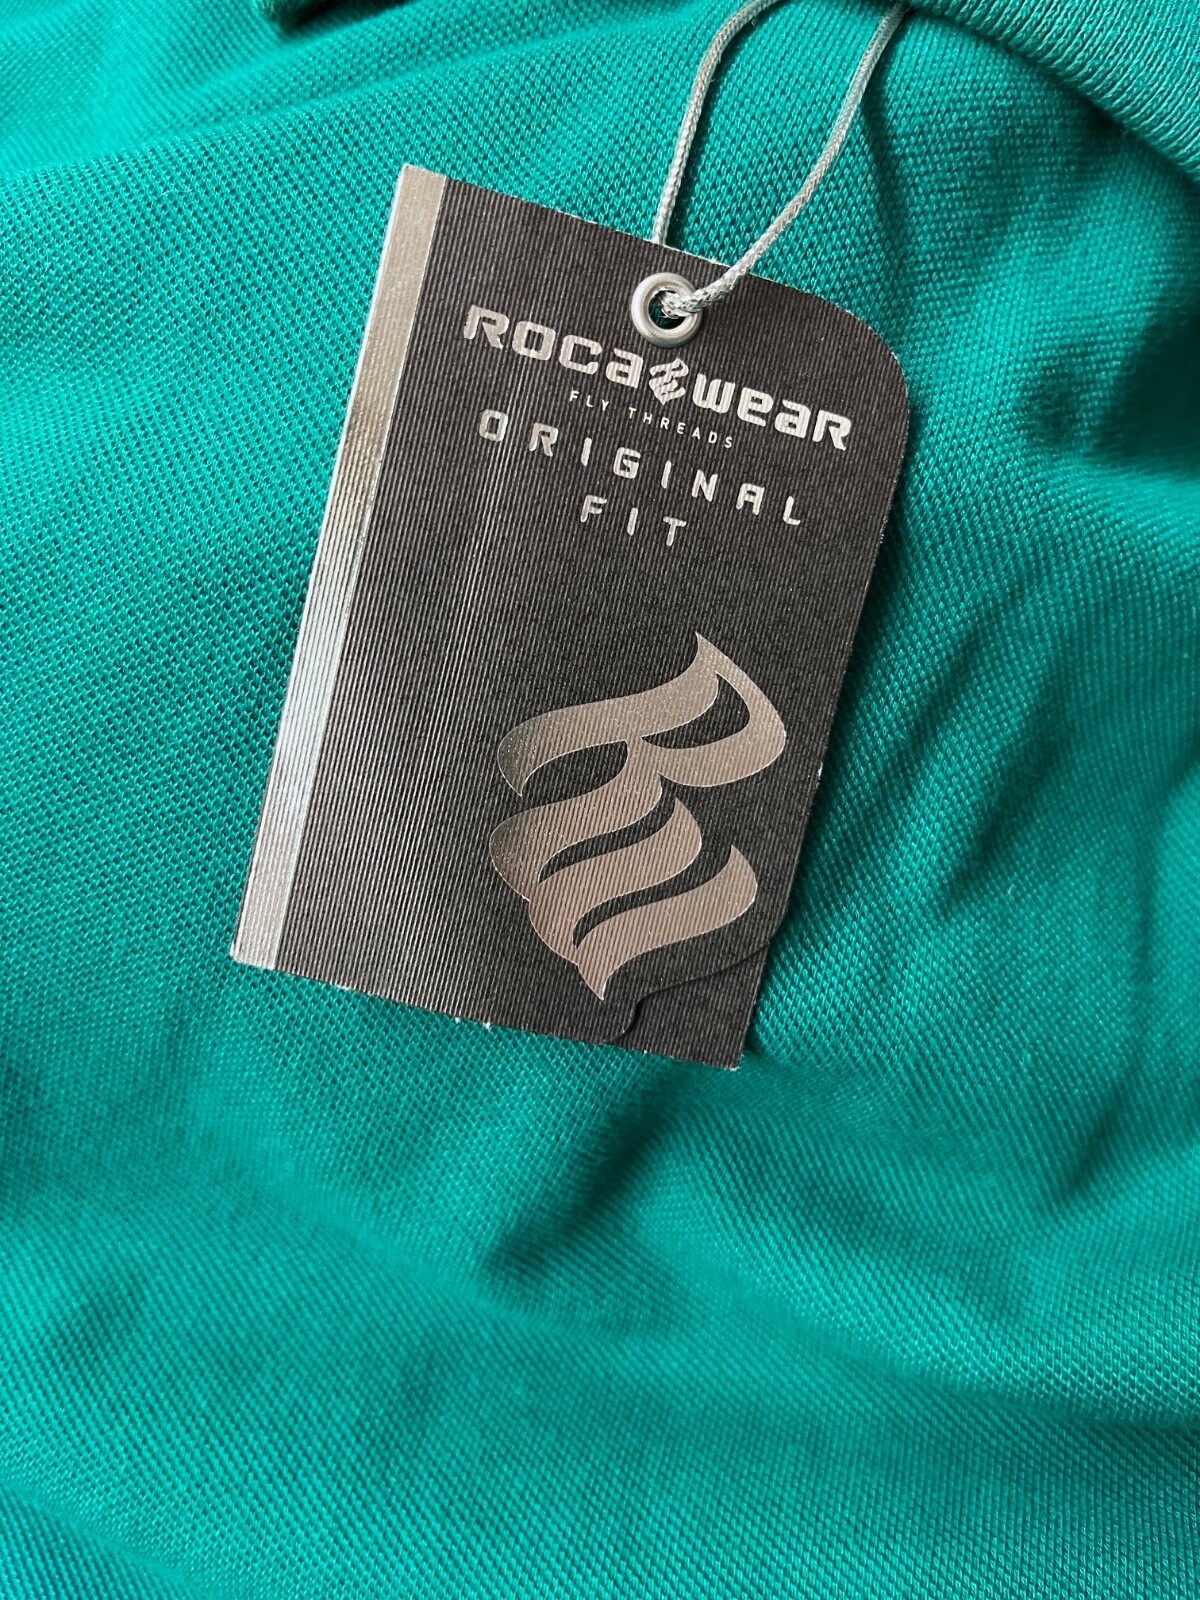 ROCAWEAR
FLY THREADS
ORIGINAL
FIT